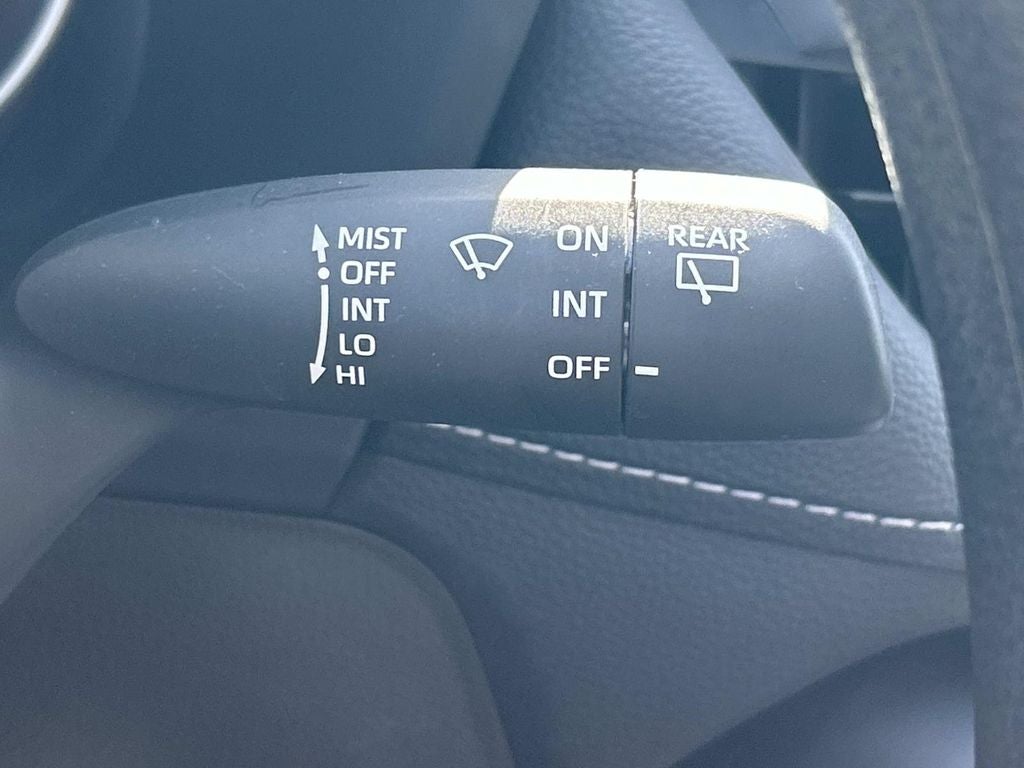 MIST
OFF
INT
LO
HI
ON
INT
OFF
REAR